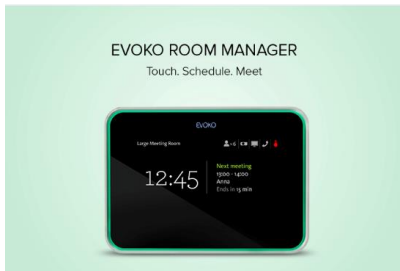 EVOKO ROOM MANAGER
Touch. Schedule. Meet
EVOKO
Large Meeting Room
×6
12:45
Next meeting
13:00 - 14:00
Anna
Ends in 15 min